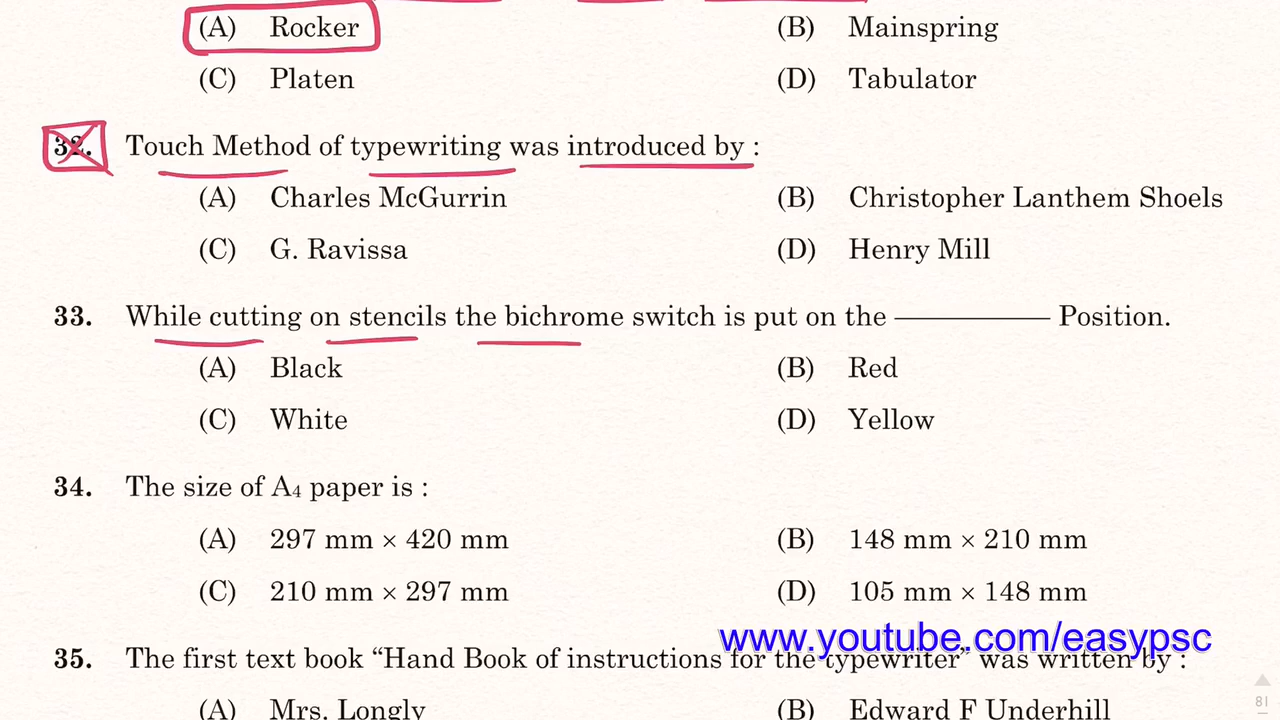 (A) Rocker (B) Mainspring
(C) Platen (D) Tabulator
32. Touch Method of typewriting was introduced by :
(A) Charles McGurrin (B) Christopher Lanthem Shoels
(C) G. Ravissa (D) Henry Mill
33. While cutting on stencils the bichrome switch is put on the ————— Position.
(A) Black (B) Red
(C) White (D) Yellow
34. The size of A₄ paper is :
(A) 297 mm × 420 mm (B) 148 mm × 210 mm
(C) 210 mm × 297 mm (D) 105 mm × 148 mm
www.youtube.com/easypsc
35. The first text book “Hand Book of instructions for the typewriter” was written by :
(A) Mrs. Longly (B) Edward F Underhill
81